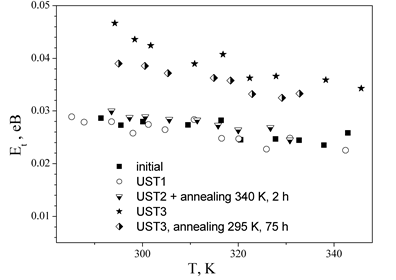 0.05
0.04
0.03
0.02
0.01
E_t, eB
initial
UST1
UST2 + annealing 340 K, 2 h
UST3
UST3, annealing 295 K, 75 h
300 320 340
T, K